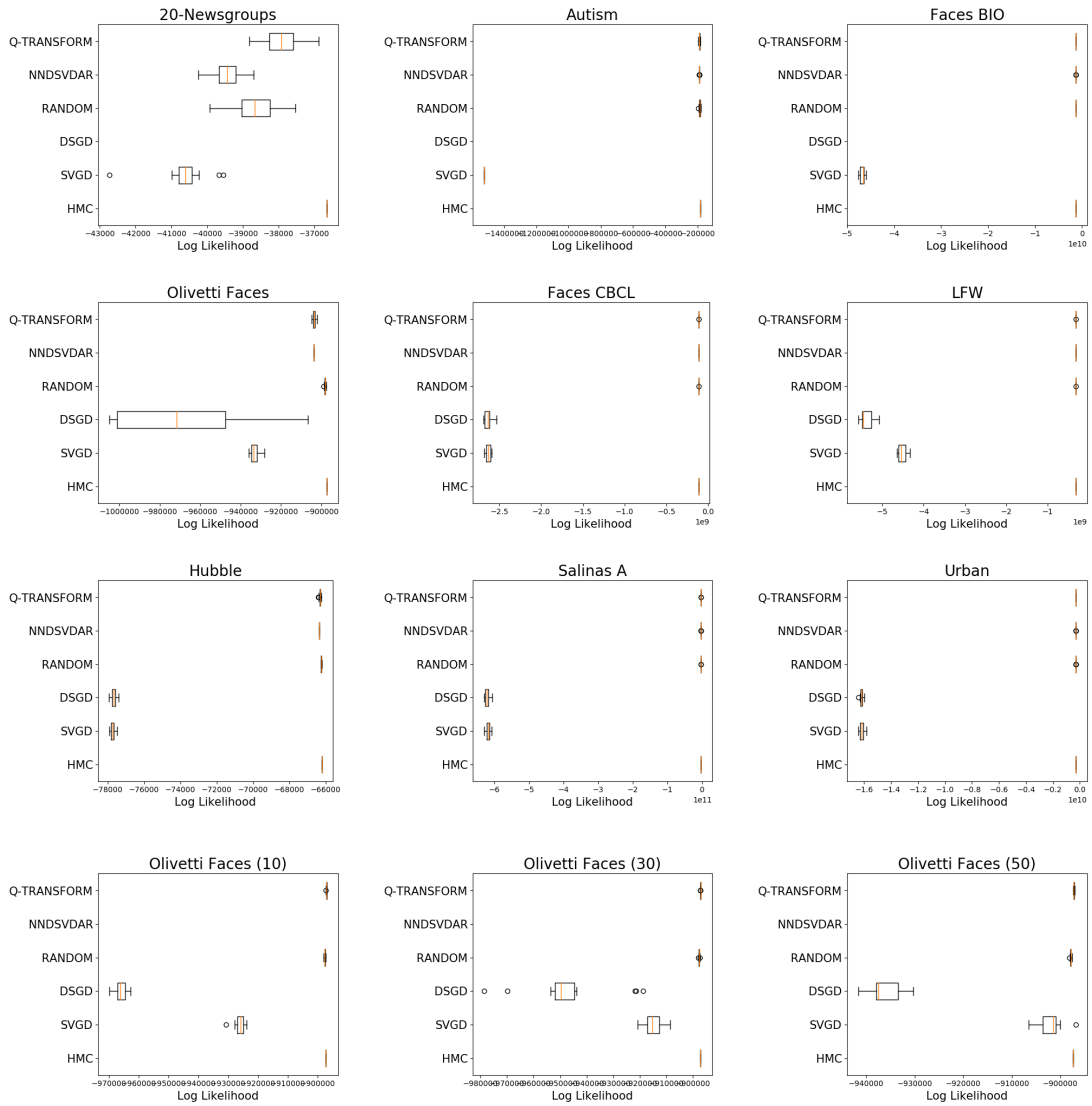 20-Newsgroups
Q-TRANSFORM
NNDSVDAR
RANDOM
DSGD
SVGD
HMC
−43000 −42000 −41000 −40000 −39000 −38000 −37000
Log Likelihood
Autism
Q-TRANSFORM
NNDSVDAR
RANDOM
DSGD
SVGD
HMC
−1400000 −1200000 −1000000 −800000 −600000 −400000 −200000
Log Likelihood
Faces BIO
Q-TRANSFORM
NNDSVDAR
RANDOM
DSGD
SVGD
HMC
−5 −4 −3 −2 −1 0
1e10
Log Likelihood
Olivetti Faces
Q-TRANSFORM
NNDSVDAR
RANDOM
DSGD
SVGD
HMC
−1000000 −980000 −960000 −940000 −920000 −900000
Log Likelihood
Faces CBCL
Q-TRANSFORM
NNDSVDAR
RANDOM
DSGD
SVGD
HMC
−2.5 −2.0 −1.5 −1.0 −0.5 0.0
1e9
Log Likelihood
LFW
Q-TRANSFORM
NNDSVDAR
RANDOM
DSGD
SVGD
HMC
−5 −4 −3 −2 −1
1e9
Log Likelihood
Hubble
Q-TRANSFORM
NNDSVDAR
RANDOM
DSGD
SVGD
HMC
−78000 −76000 −74000 −72000 −70000 −68000 −66000
Log Likelihood
Salinas A
Q-TRANSFORM
NNDSVDAR
RANDOM
DSGD
SVGD
HMC
−6 −5 −4 −3 −2 −1 0
1e11
Log Likelihood
Urban
Q-TRANSFORM
NNDSVDAR
RANDOM
DSGD
SVGD
HMC
−1.6 −1.4 −1.2 −1.0 −0.8 −0.6 −0.4 −0.2 0.0
1e10
Log Likelihood
Olivetti Faces (10)
Q-TRANSFORM
NNDSVDAR
RANDOM
DSGD
SVGD
HMC
−970000 −960000 −950000 −940000 −930000 −920000 −910000 −900000
Log Likelihood
Olivetti Faces (30)
Q-TRANSFORM
NNDSVDAR
RANDOM
DSGD
SVGD
HMC
−980000 −970000 −960000 −950000 −940000 −930000 −920000 −910000 −900000
Log Likelihood
Olivetti Faces (50)
Q-TRANSFORM
NNDSVDAR
RANDOM
DSGD
SVGD
HMC
−940000 −930000 −920000 −910000 −900000
Log Likelihood